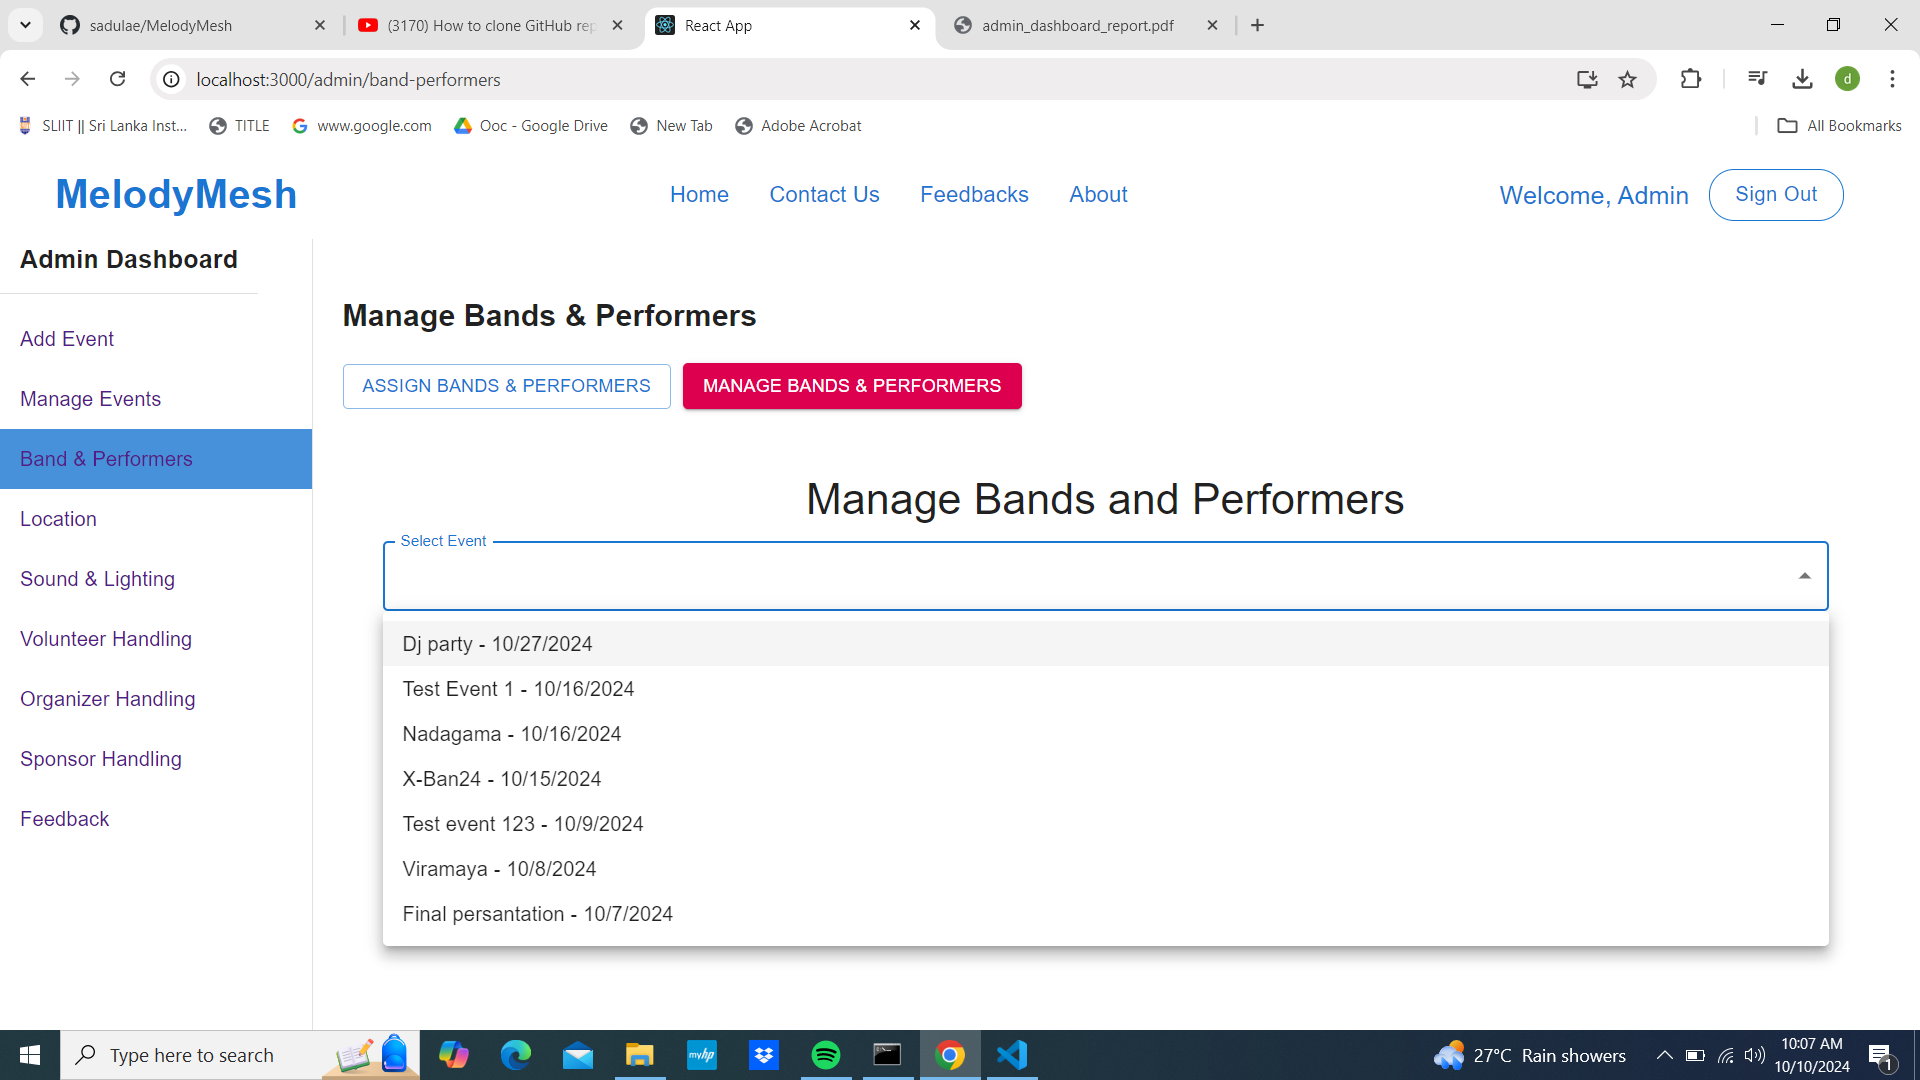 sadulae/MelodyMesh
(3170) How to clone GitHub rep
React App
admin_dashboard_report.pdf
localhost:3000/admin/band-performers
d
SLIIT || Sri Lanka Inst...
TITLE
www.google.com
Ooc - Google Drive
New Tab
Adobe Acrobat
All Bookmarks
MelodyMesh
Home
Contact Us
Feedbacks
About
Welcome, Admin
Sign Out
Admin Dashboard
Add Event
Manage Events
Band & Performers
Location
Sound & Lighting
Volunteer Handling
Organizer Handling
Sponsor Handling
Feedback
Manage Bands & Performers
ASSIGN BANDS & PERFORMERS
MANAGE BANDS & PERFORMERS
Manage Bands and Performers
Select Event
Dj party - 10/27/2024
Test Event 1 - 10/16/2024
Nadagama - 10/16/2024
X-Ban24 - 10/15/2024
Test event 123 - 10/9/2024
Viramaya - 10/8/2024
Final persantation - 10/7/2024
Type here to search
myhp
27°C Rain showers
10:07 AM
10/10/2024
1